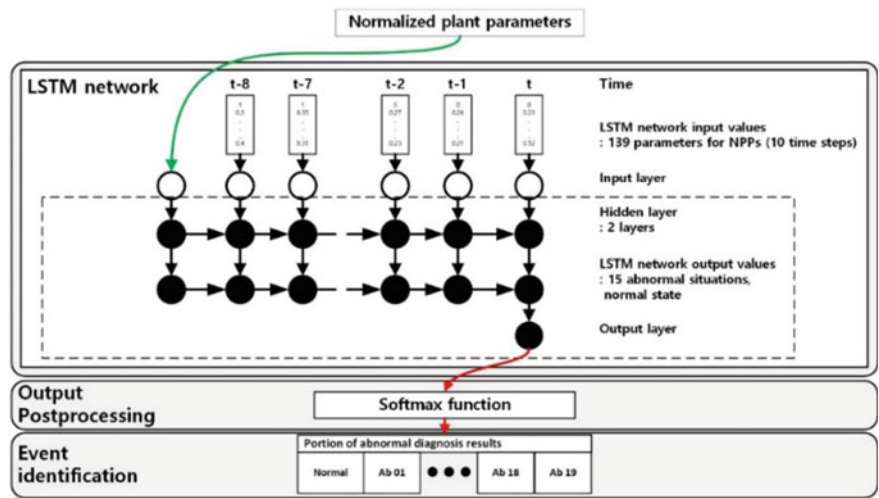 Normalized plant parameters
LSTM network
t-8 t-7 t-2 t-1 t Time
LSTM network input values
: 139 parameters for NPPs (10 time steps)
Input layer
Hidden layer
: 2 layers
LSTM network output values
: 15 abnormal situations,
normal state
Output layer
Output
Postprocessing
Softmax function
Event
identification
Portion of abnormal diagnosis results
Normal Ab 01 ●●● Ab 18 Ab 19